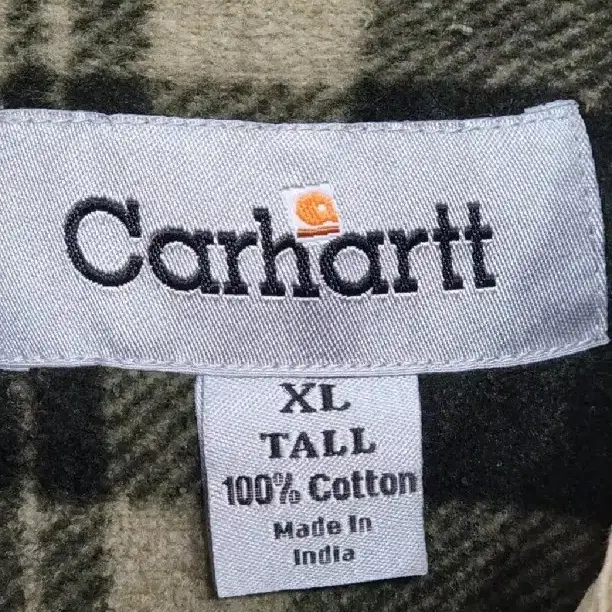 Carhartt
XL
TALL
100% Cotton
Made In
India